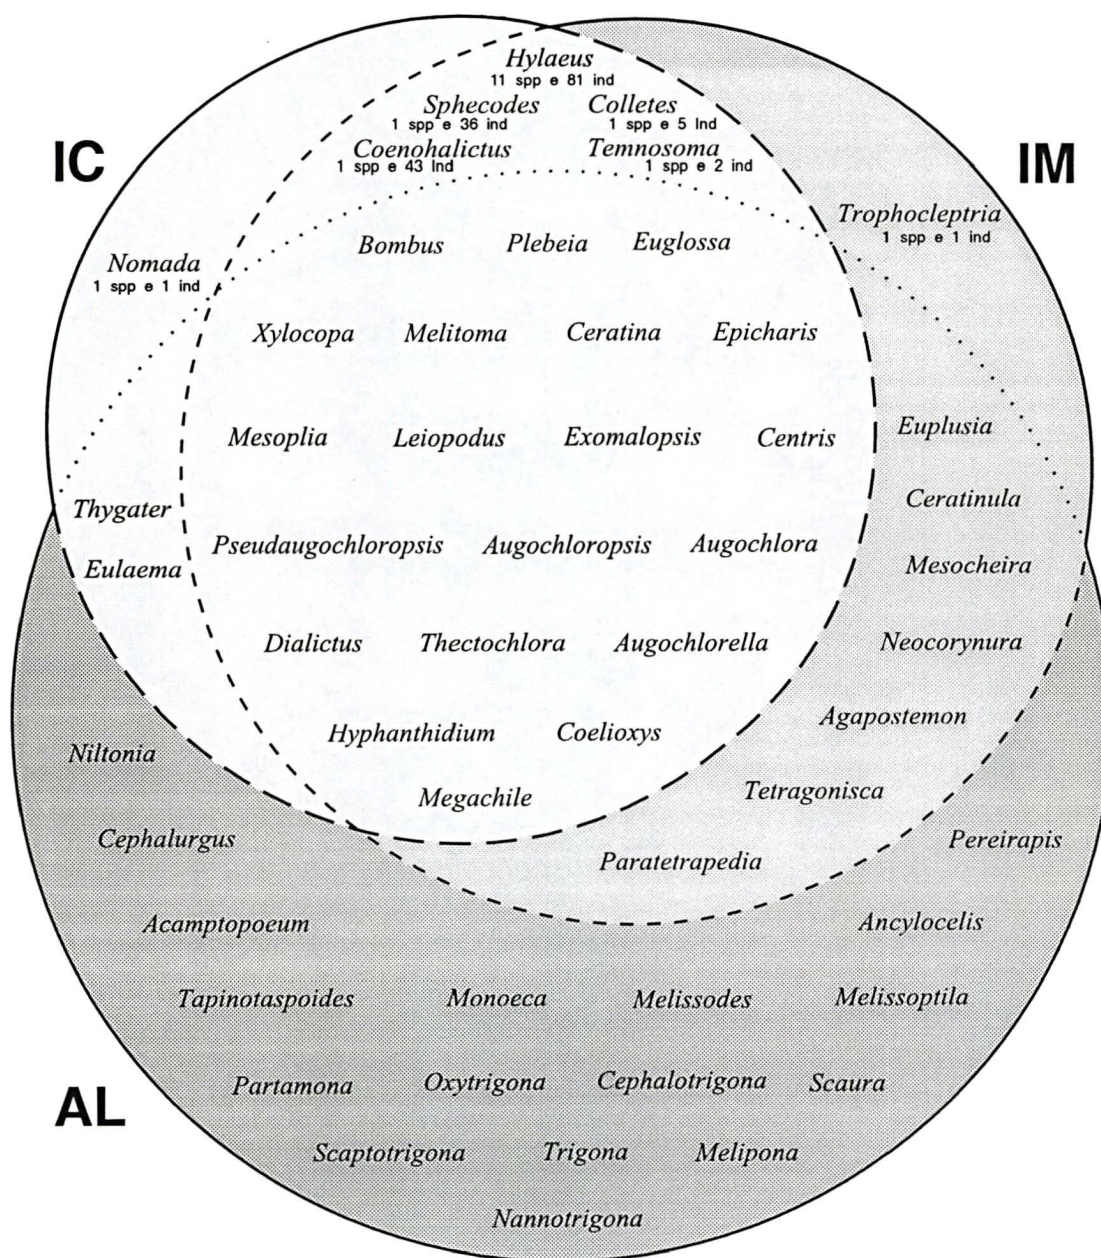 Hylaeus
11 spp e 81 ind
Sphecodes Colletes
1 spp e 36 ind 1 spp e 5 Ind
Coenohalictus Temnosoma
1 spp e 43 Ind 1 spp e 2 ind
IC IM
Trophocleptria
1 spp e 1 ind
Bombus Plebeia Euglossa
Nomada
1 spp e 1 ind
Xylocopa Melitoma Ceratina Epicharis
Mesoplia Leiopodus Exomalopsis Centris Euplusia
Thygater Ceratinula
Pseudaugochloropsis Augochloropsis Augochlora
Eulaema Mesocheira
Dialictus Thectochlora Augochlorella Neocorynura
Agapostemon
Hyphanthidium Coelioxys
Niltonia
Megachile Tetragonisca
Cephalurgus Pereirapis
Paratetrapedia
Acamptopoeum Ancylocelis
Tapinotaspoides Monoeca Melissodes Melissoptila
Partamona Oxytrigona Cephalotrigona Scaura
AL
Scaptotrigona Trigona Melipona
Nannotrigona